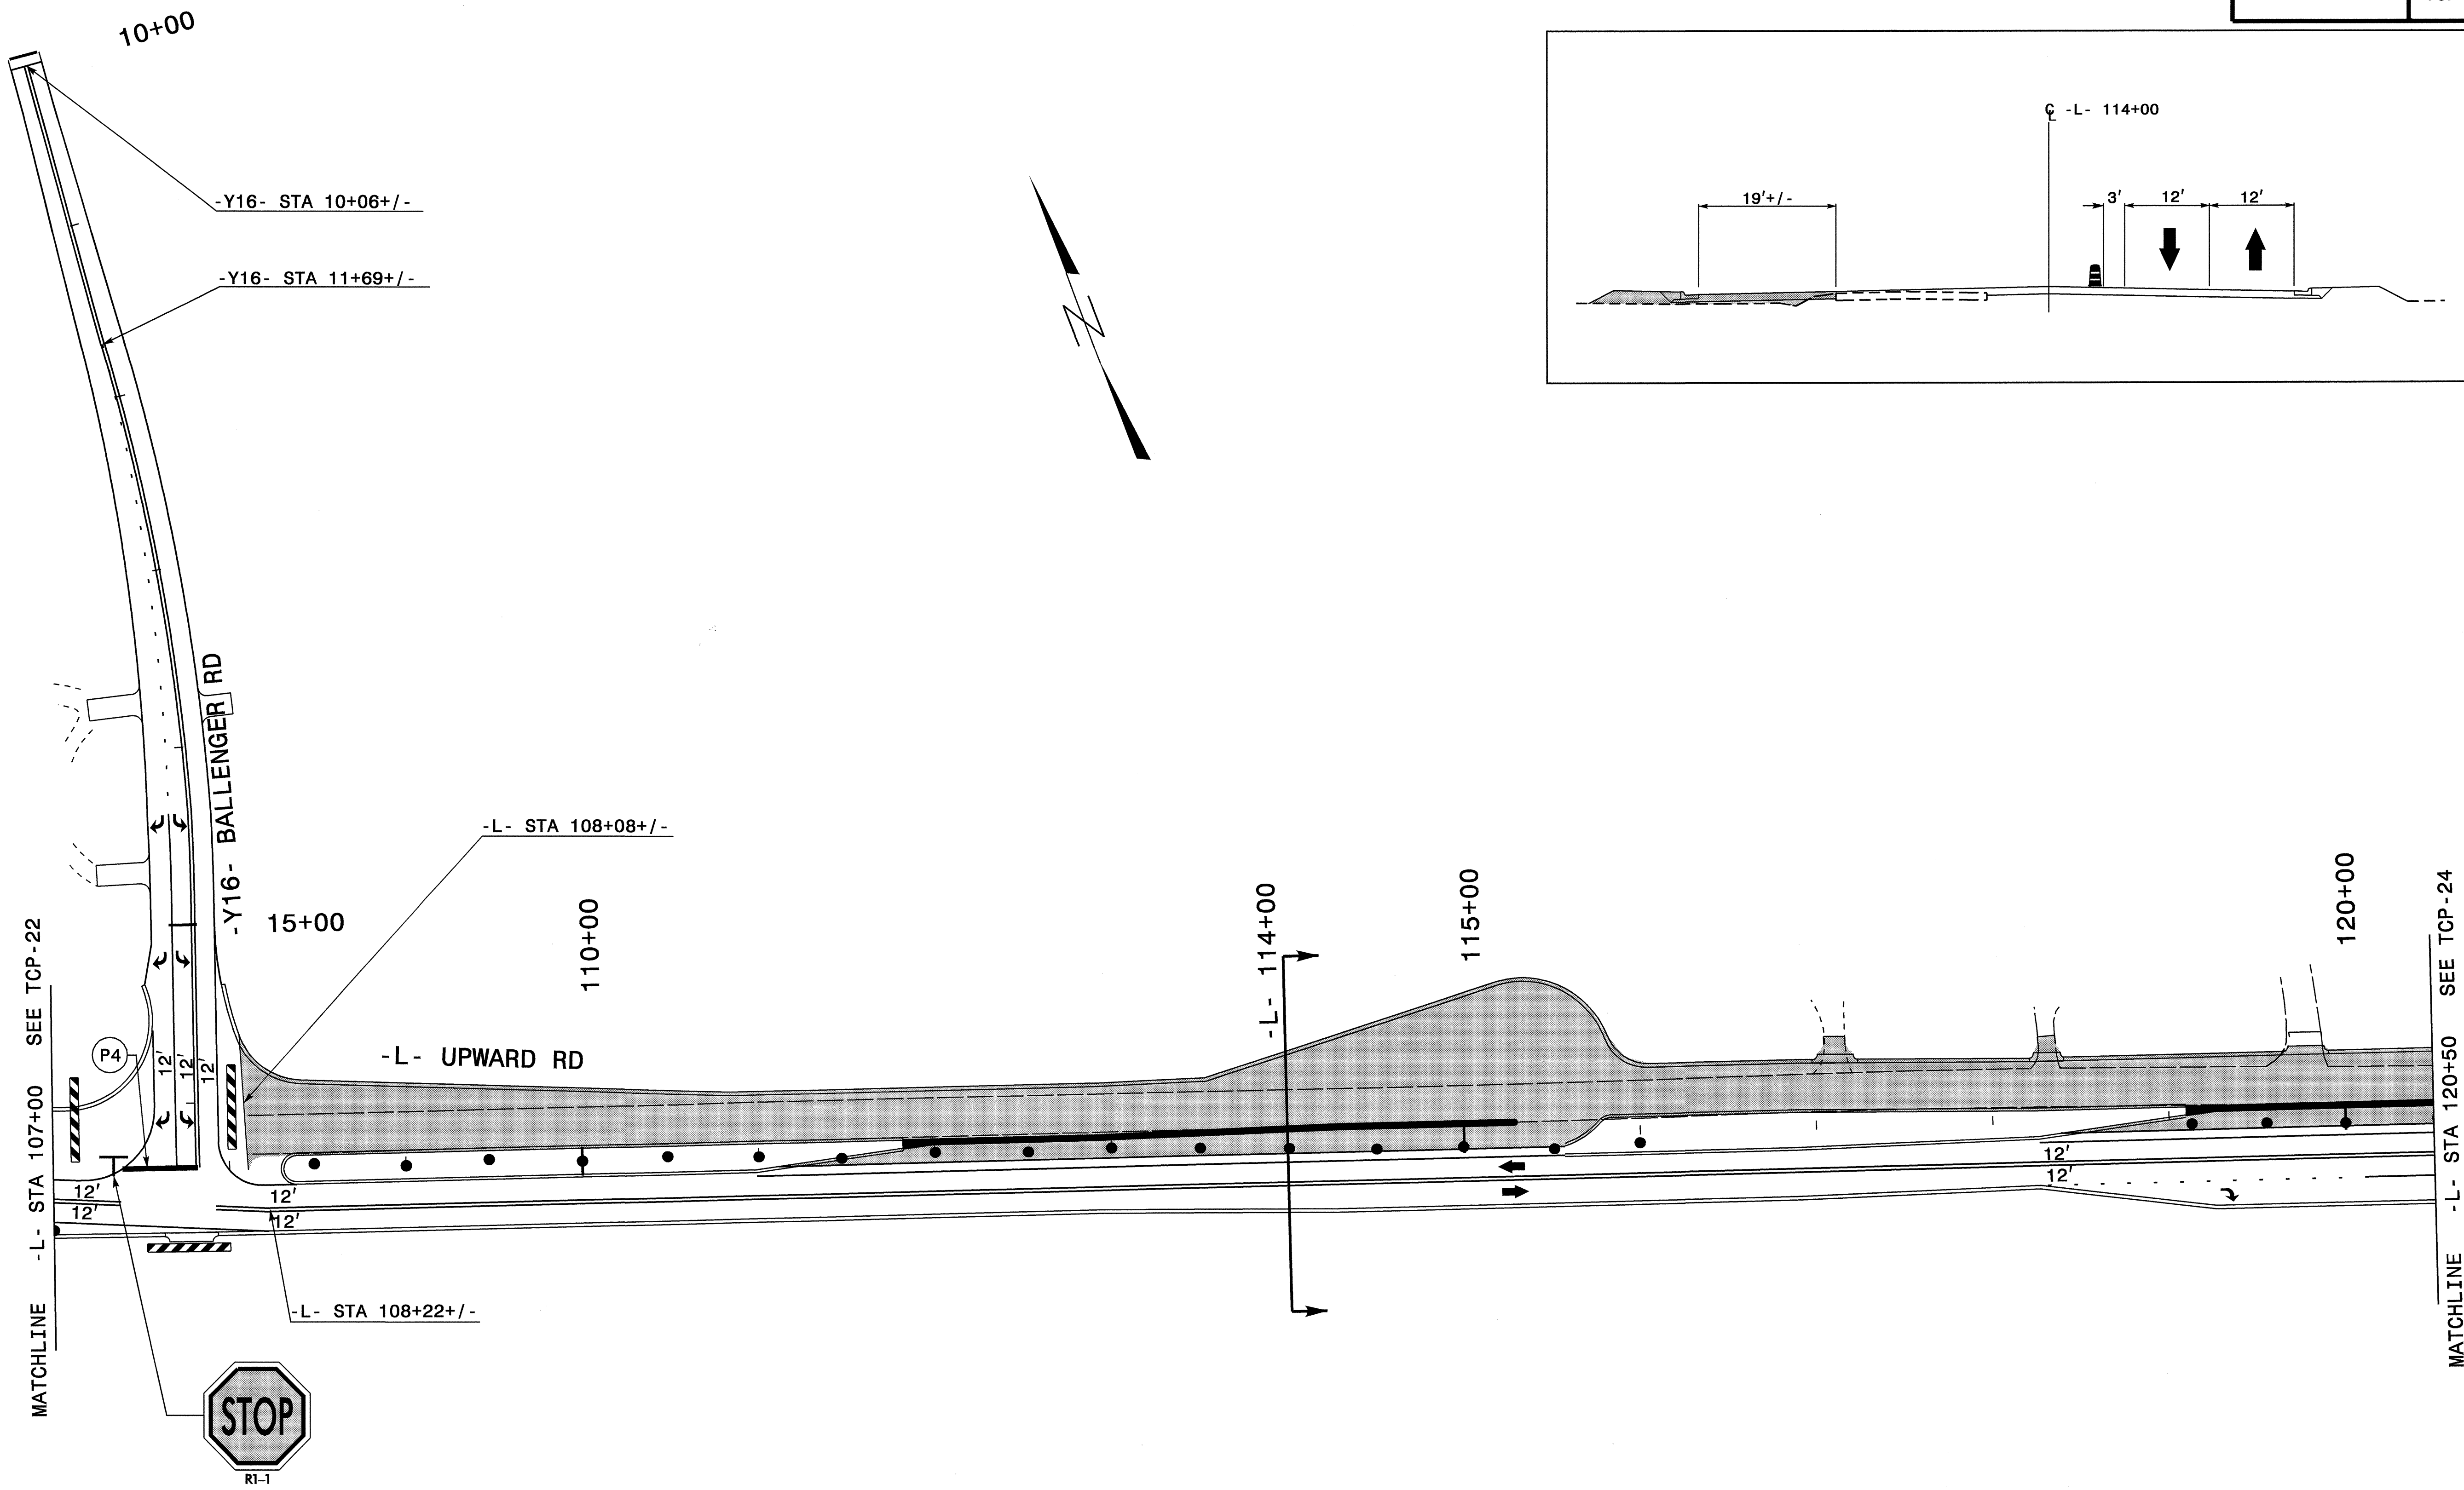 10+00
℄ -L- 114+00
19'+/-
3'
12'
12'
-Y16- STA 10+06+/-
-Y16- STA 11+69+/-
-Y16- BALLENGER RD
-L- STA 108+08+/-
15+00
110+00
-L- 114+00
115+00
120+00
MATCHLINE -L- STA 107+00 SEE TCP-22
MATCHLINE -L- STA 120+50 SEE TCP-24
P4
12'
12'
12'
-L- UPWARD RD
12'
12'
12'
12'
12'
12'
-L- STA 108+22+/-
STOP
R1-1